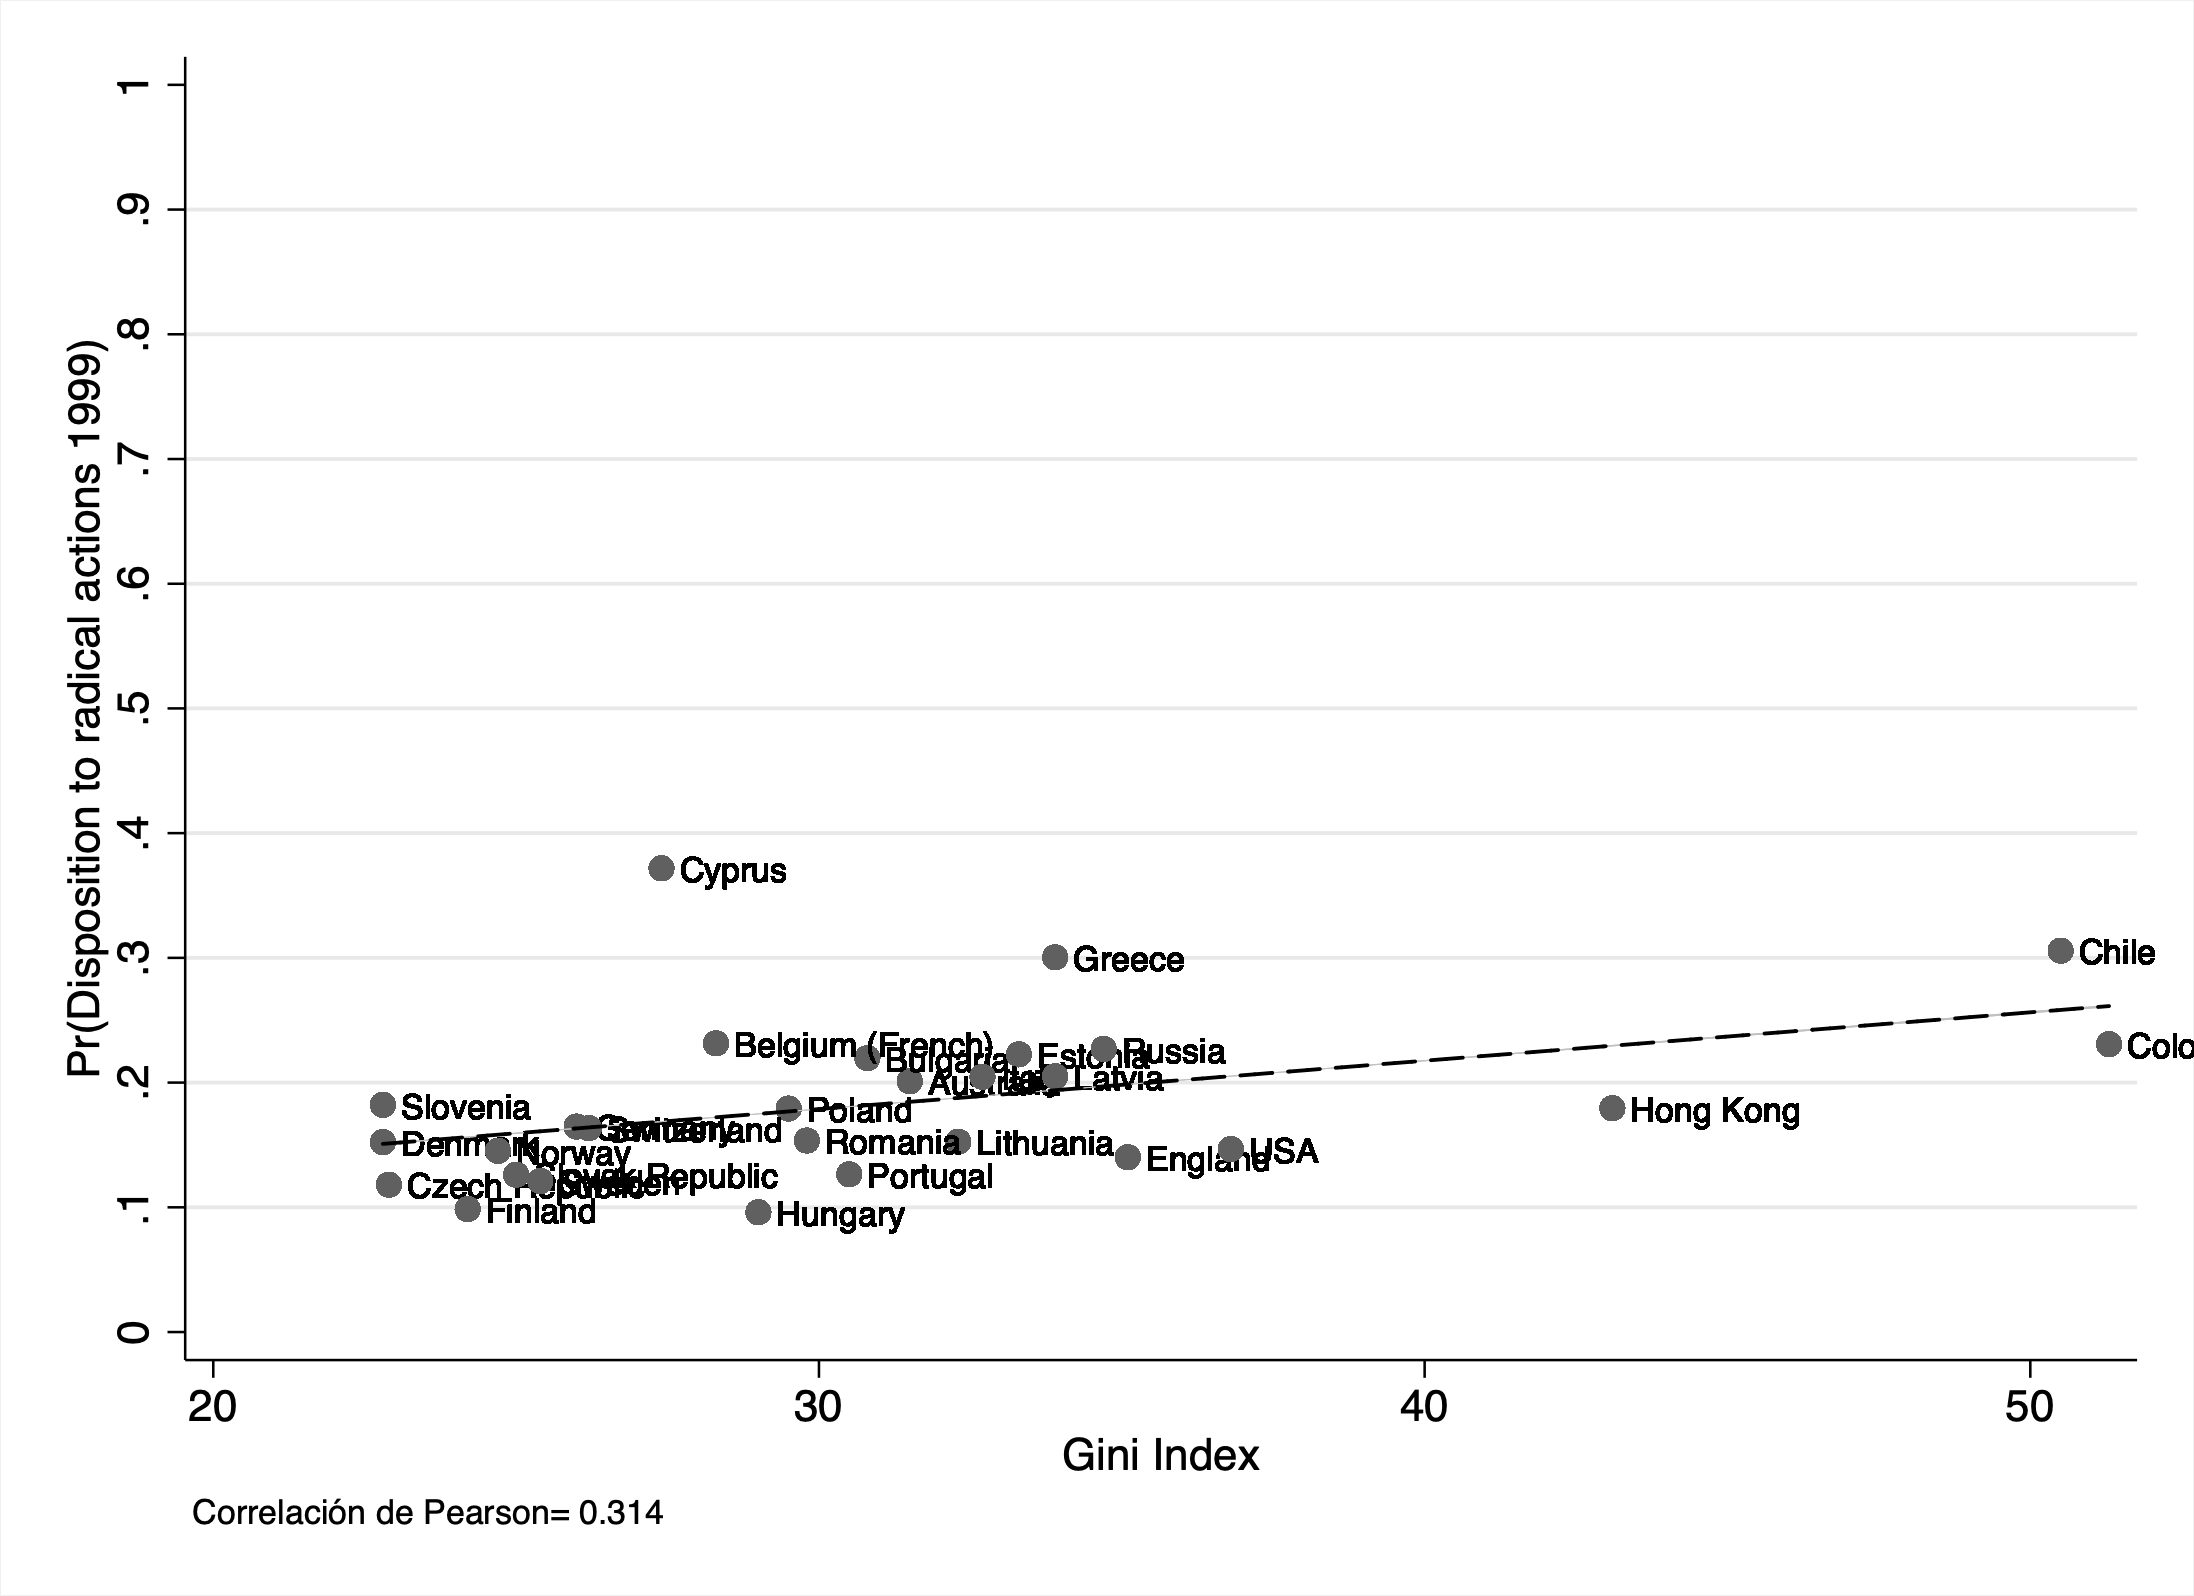 Pr(Disposition to radical actions 1999)
1
.9
.8
.7
.6
.5
.4
.3
.2
.1
0
Cyprus
Greece
Chile
Belgium (French)
Bulgaria
Estonia
Russia
Colo
Australia
Italy
Latvia
Slovenia
Poland
Hong Kong
Germany
Switzerland
Denmark
Norway
Romania
Lithuania
England
USA
Slovak Republic
Sweden
Czech Republic
Portugal
Finland
Hungary
20
30
40
50
Gini Index
Correlación de Pearson= 0.314